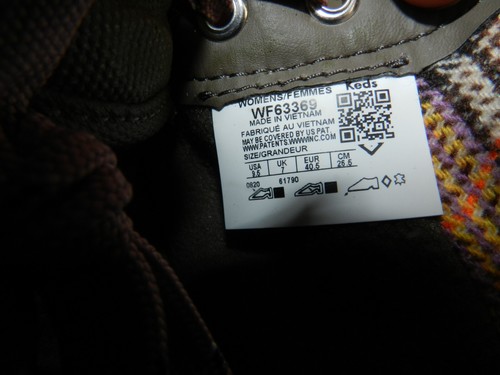 WOMENS/FEMMES Keds
WF63369
MADE IN VIETNAM
FABRIQUÉ AU VIETNAM
MAY BE COVERED BY US PAT
WWW.PATENTS.WWWINC.COM
SIZE/GRANDEUR
USA UK EUR CM
9.5 7 40.5 26.5
0820 61790